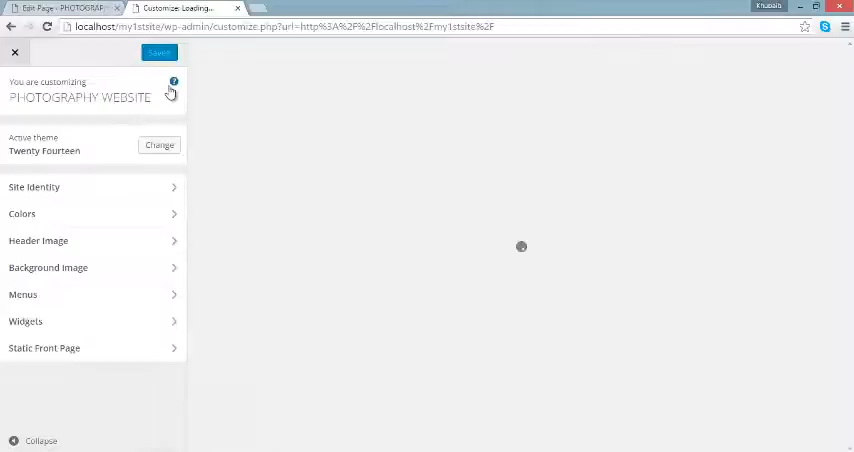 Edit Page ‹ PHOTOGRAP
Customize: Loading...
Khubaib
localhost/my1stsite/wp-admin/customize.php?url=http%3A%2F%2Flocalhost%2Fmy1stsite%2F
Saved
You are customizing
PHOTOGRAPHY WEBSITE
Active theme
Twenty Fourteen
Change
Site Identity
Colors
Header Image
Background Image
Menus
Widgets
Static Front Page
Collapse